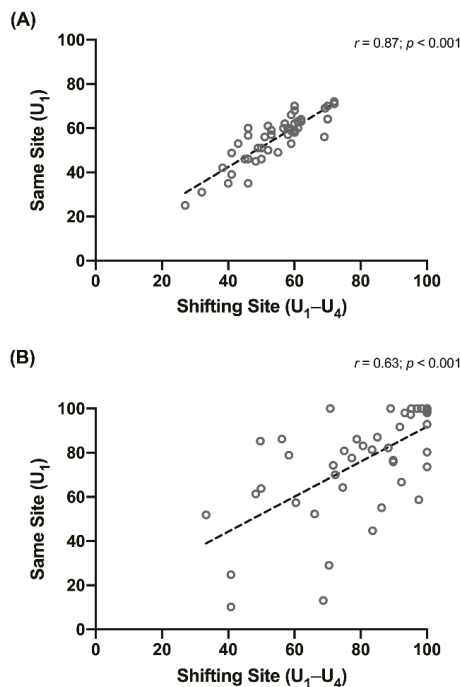 (A)
r = 0.87; p < 0.001
100
80
60
40
20
0
Same Site (U₁)
0 20 40 60 80 100
Shifting Site (U₁–U₄)
(B)
r = 0.63; p < 0.001
100
80
60
40
20
0
Same Site (U₁)
0 20 40 60 80 100
Shifting Site (U₁–U₄)